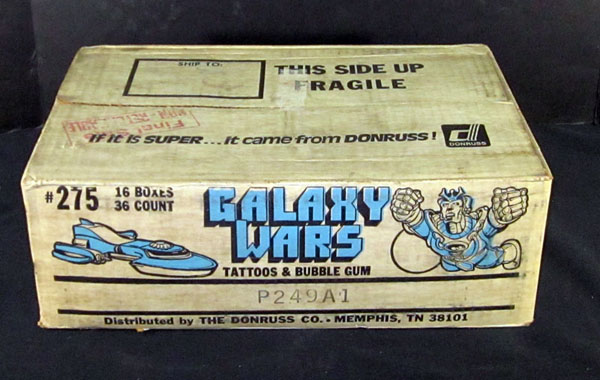 SHIP TO:
THIS SIDE UP
FRAGILE
If it is SUPER...it came from DONRUSS!
DONRUSS
#275
16 BOXES
36 COUNT
GALAXY
WARS
TATTOOS & BUBBLE GUM
P249A1
Distributed by THE DONRUSS CO. - MEMPHIS, TN 38101